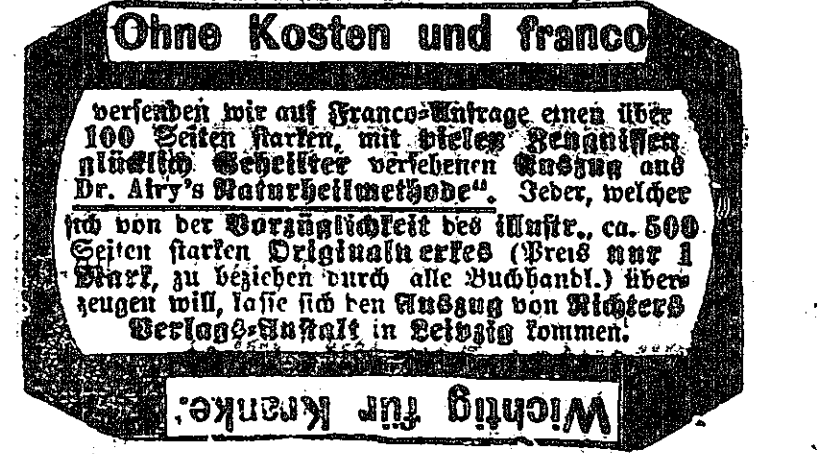 Ohne Kosten und franco
versenden wir auf Franco-Anfrage einen über
100 Seiten starken, mit vielen Zeugnissen
glücklich Geheilter versehenen Auszug aus
Dr. Airy's Naturheilmethode“. Jeder, welcher
sich von der Vorzüglichkeit des illustr., ca. 500
Seiten starken Originalwerkes (Preis nur 1
Mark, zu beziehen durch alle Buchhandl.) über-
zeugen will, lasse sich den Auszug von Richters
Verlags-Anstalt in Leipzig kommen.
Wichtig für Kranke.